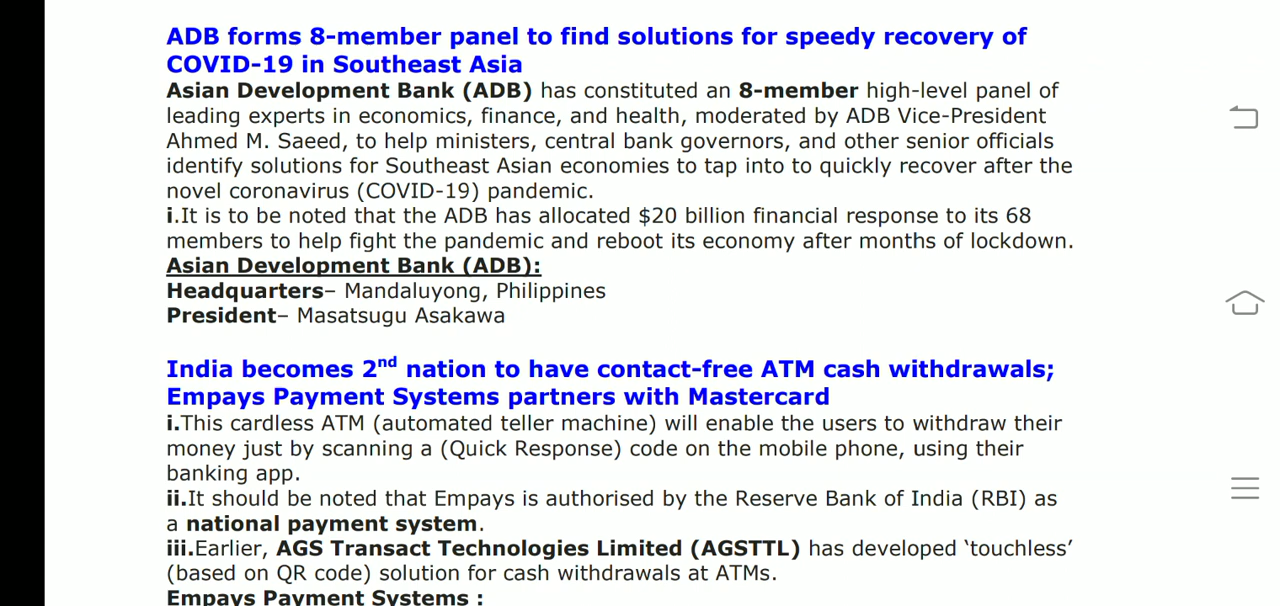 ADB forms 8-member panel to find solutions for speedy recovery of
COVID-19 in Southeast Asia
Asian Development Bank (ADB) has constituted an 8-member high-level panel of
leading experts in economics, finance, and health, moderated by ADB Vice-President
Ahmed M. Saeed, to help ministers, central bank governors, and other senior officials
identify solutions for Southeast Asian economies to tap into to quickly recover after the
novel coronavirus (COVID-19) pandemic.
i.It is to be noted that the ADB has allocated $20 billion financial response to its 68
members to help fight the pandemic and reboot its economy after months of lockdown.
Asian Development Bank (ADB):
Headquarters– Mandaluyong, Philippines
President– Masatsugu Asakawa
India becomes 2nd nation to have contact-free ATM cash withdrawals;
Empays Payment Systems partners with Mastercard
i.This cardless ATM (automated teller machine) will enable the users to withdraw their
money just by scanning a (Quick Response) code on the mobile phone, using their
banking app.
ii.It should be noted that Empays is authorised by the Reserve Bank of India (RBI) as
a national payment system.
iii.Earlier, AGS Transact Technologies Limited (AGSTTL) has developed ‘touchless’
(based on QR code) solution for cash withdrawals at ATMs.
Empays Payment Systems :